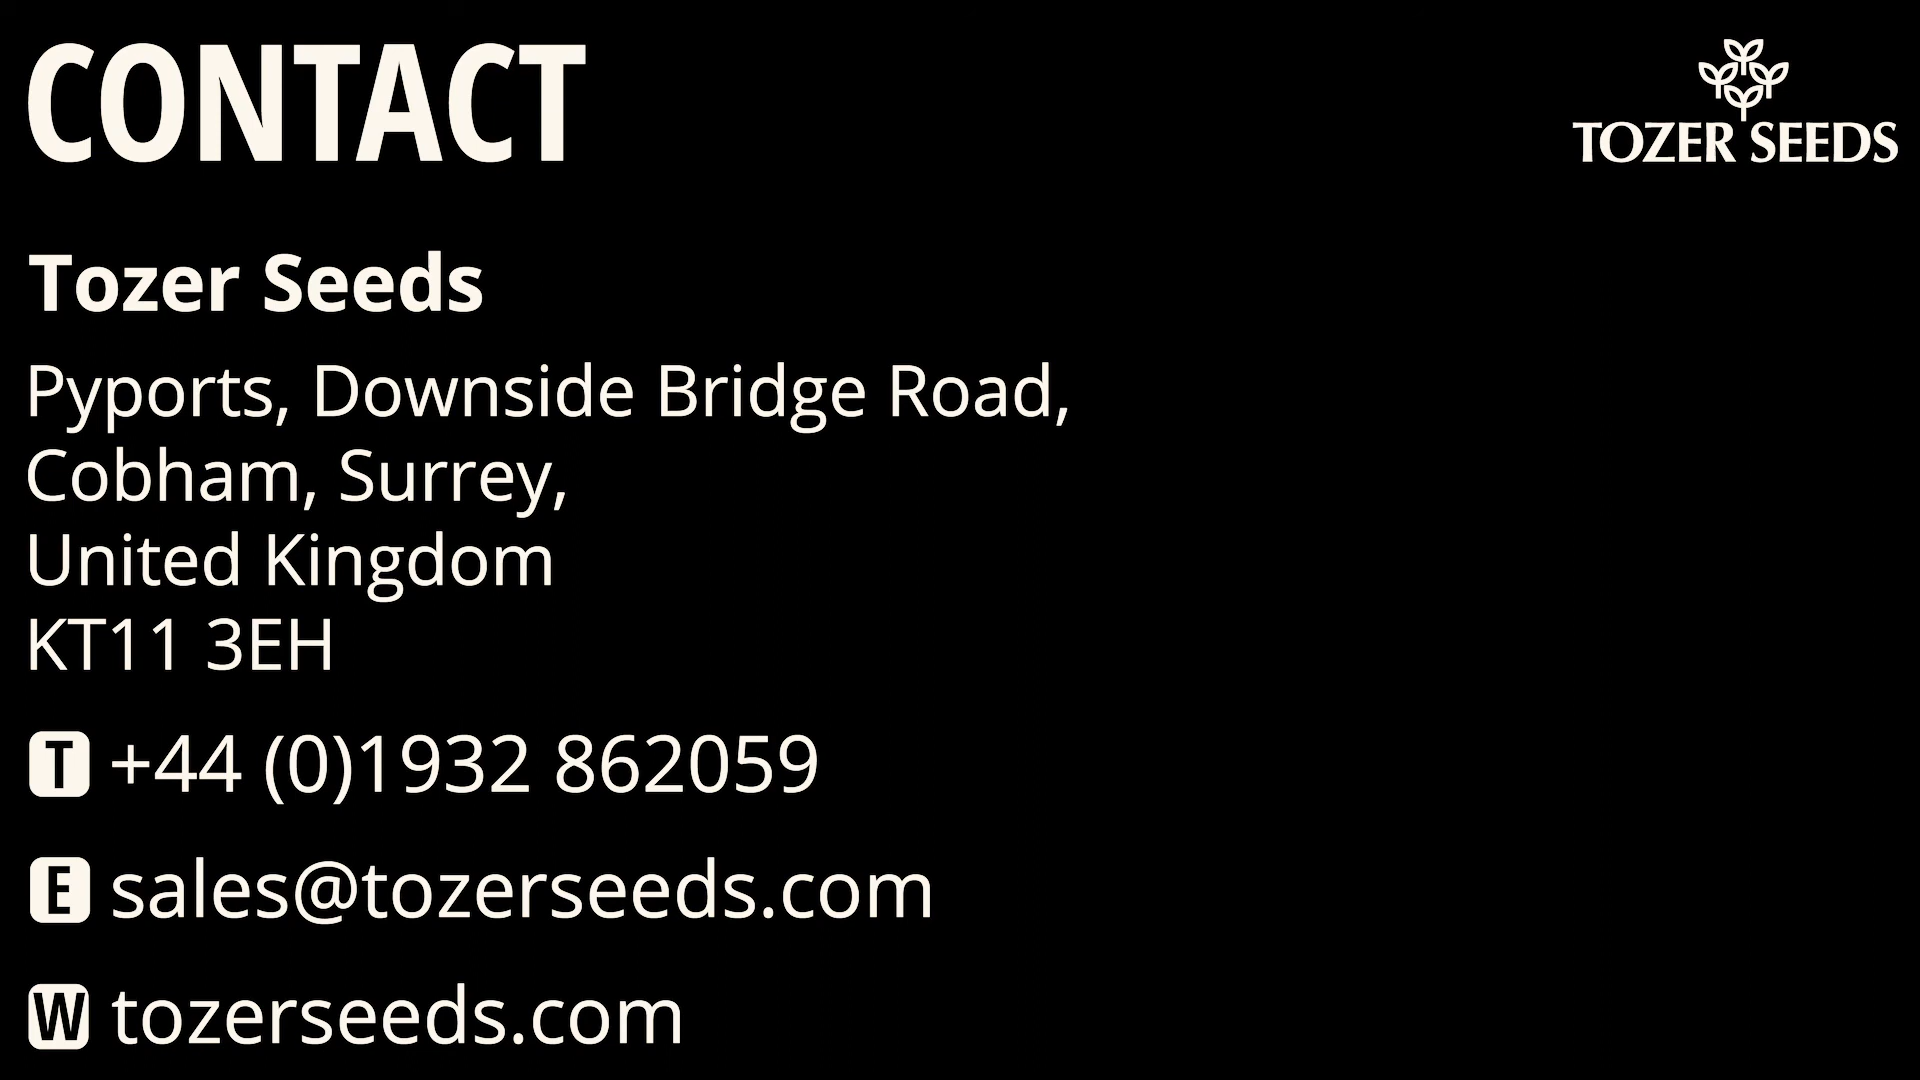 CONTACT
TOZER SEEDS
Tozer Seeds
Pyports, Downside Bridge Road,
Cobham, Surrey,
United Kingdom
KT11 3EH
T +44 (0)1932 862059
E sales@tozerseeds.com
W tozerseeds.com